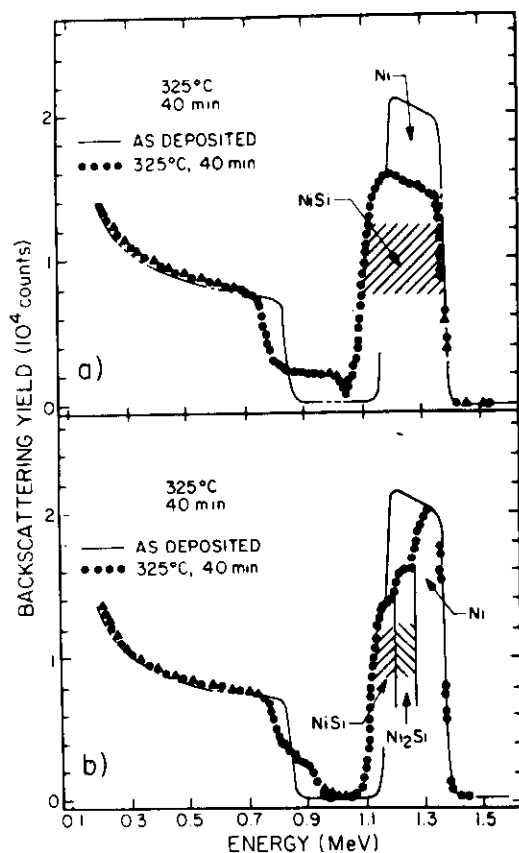 325°C
40 min
— AS DEPOSITED
●●●● 325°C, 40 min
Ni
NiSi
2
1
0
a)
BACKSCATTERING YIELD (10⁴ counts)
325°C
40 min
— AS DEPOSITED
●●●● 325°C, 40 min
Ni
NiSi
Ni₂Si
2
1
0
b)
0.1 0.3 0.5 0.7 0.9 1.1 1.3 1.5
ENERGY (MeV)